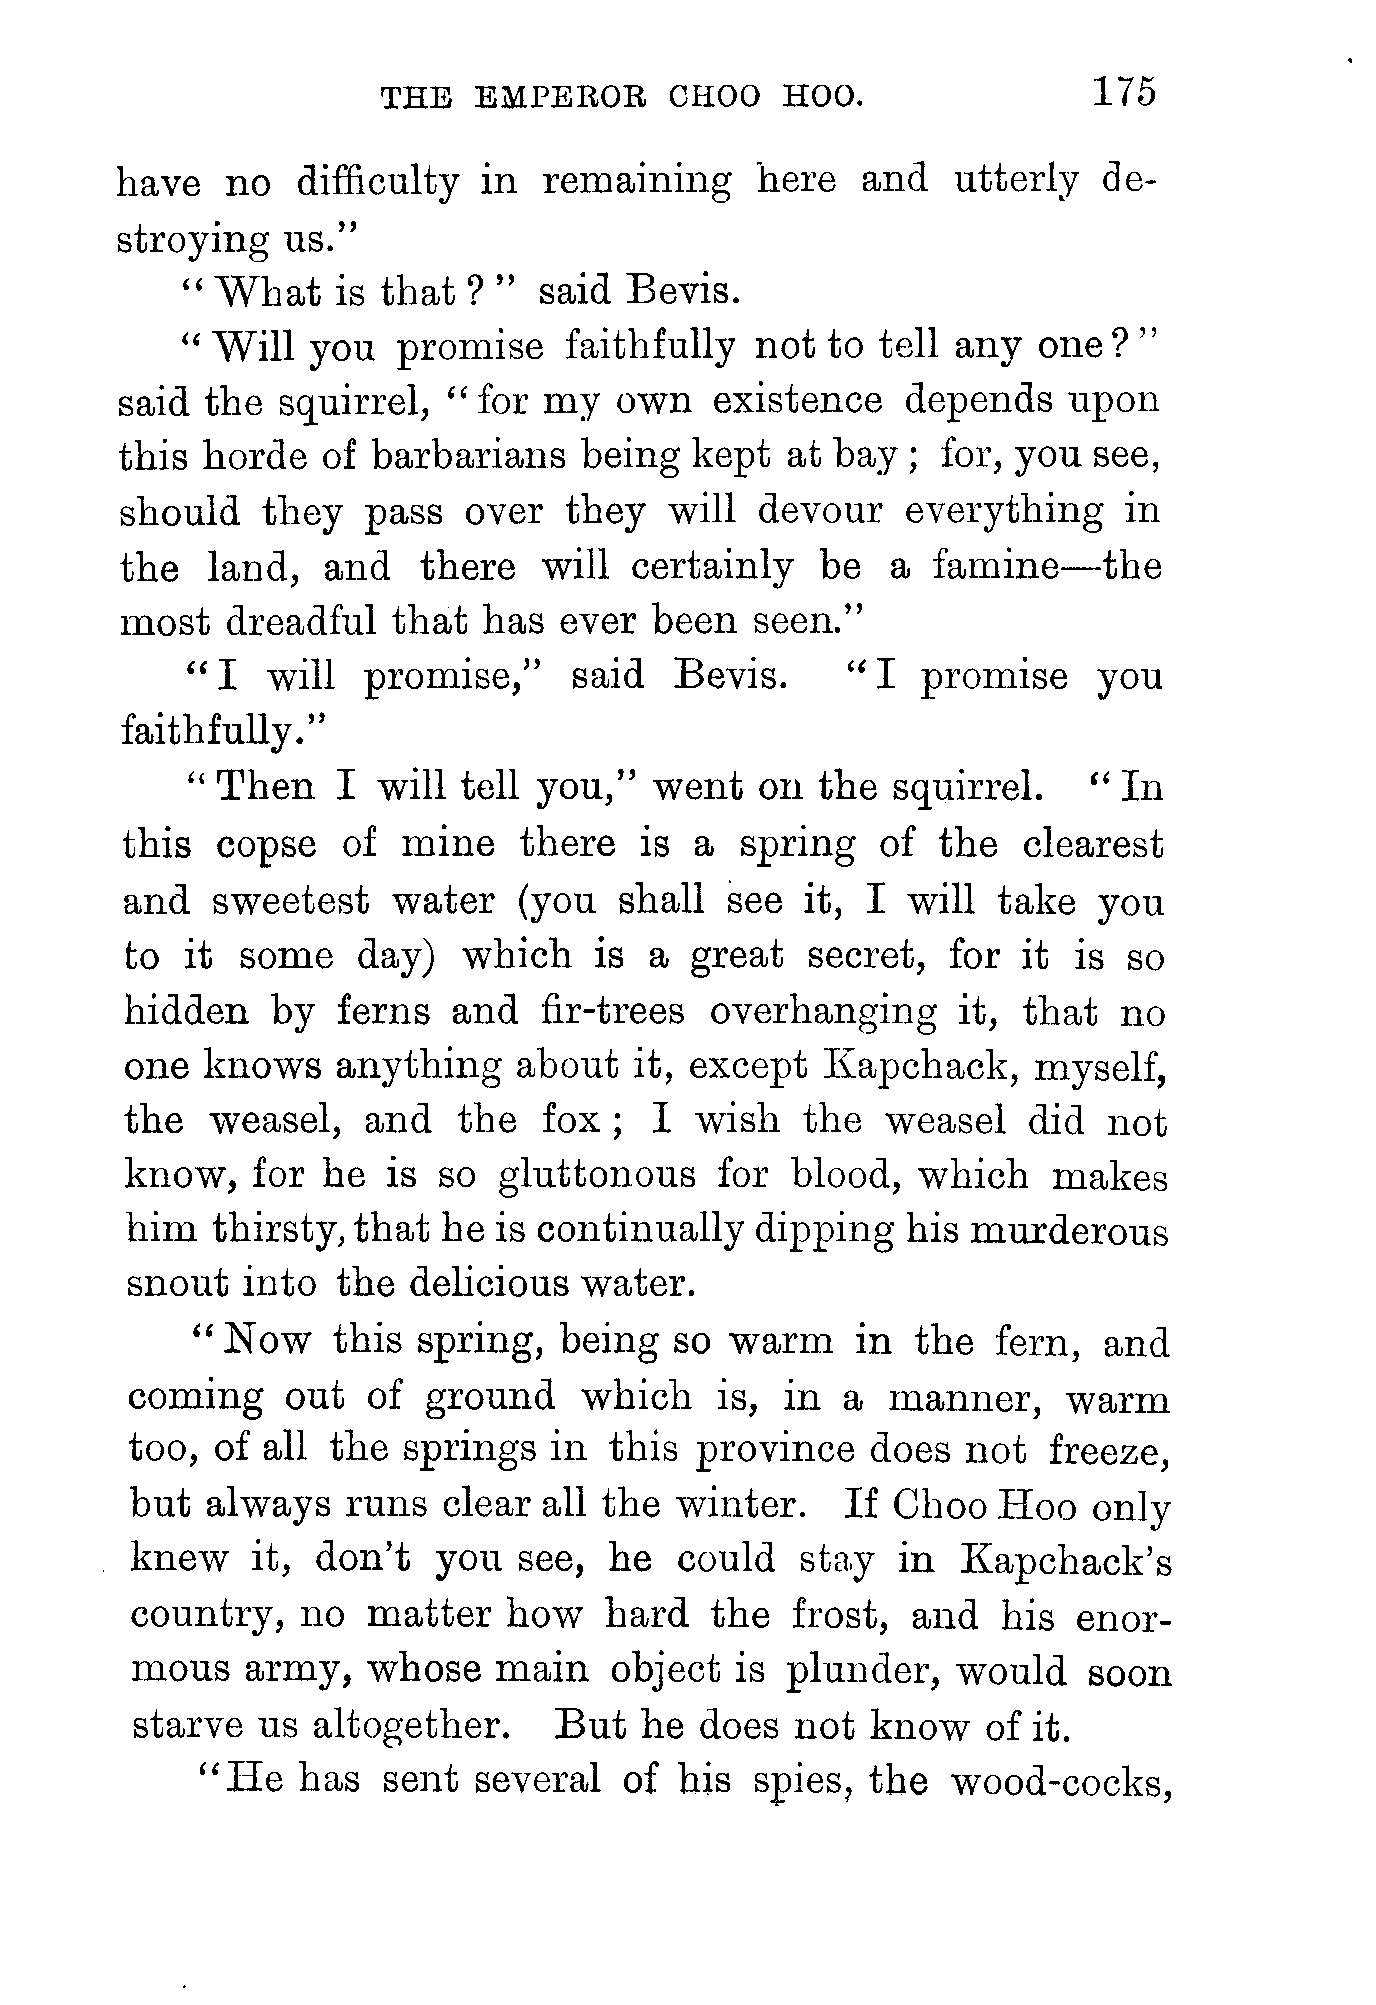 THE EMPEROR CHOO HOO. 175
have no difficulty in remaining here and utterly de-
stroying us."
"What is that?" said Bevis.
"Will you promise faithfully not to tell any one?"
said the squirrel, "for my own existence depends upon
this horde of barbarians being kept at bay; for, you see,
should they pass over they will devour everything in
the land, and there will certainly be a famine—the
most dreadful that has ever been seen."
"I will promise," said Bevis. "I promise you
faithfully."
"Then I will tell you," went on the squirrel. "In
this copse of mine there is a spring of the clearest
and sweetest water (you shall see it, I will take you
to it some day) which is a great secret, for it is so
hidden by ferns and fir-trees overhanging it, that no
one knows anything about it, except Kapchack, myself,
the weasel, and the fox; I wish the weasel did not
know, for he is so gluttonous for blood, which makes
him thirsty, that he is continually dipping his murderous
snout into the delicious water.
"Now this spring, being so warm in the fern, and
coming out of ground which is, in a manner, warm
too, of all the springs in this province does not freeze,
but always runs clear all the winter. If Choo Hoo only
knew it, don't you see, he could stay in Kapchack's
country, no matter how hard the frost, and his enor-
mous army, whose main object is plunder, would soon
starve us altogether. But he does not know of it.
"He has sent several of his spies, the wood-cocks,